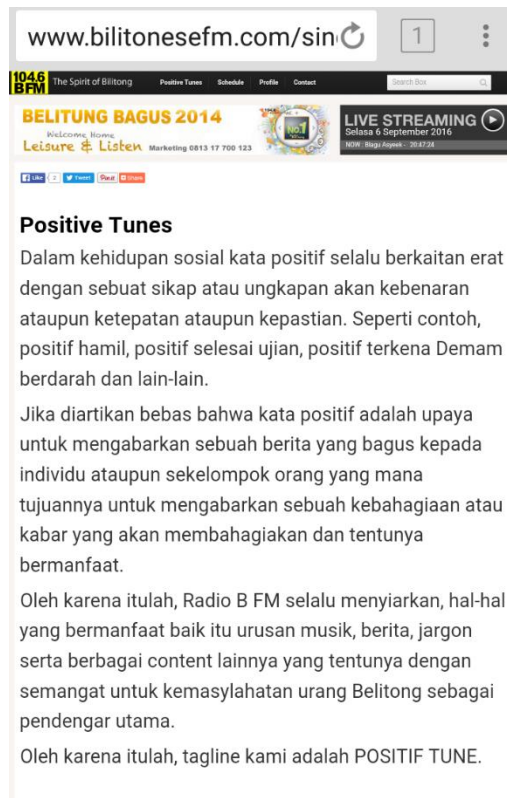 www.bilitonesefm.com/sin
1
104.6
BFM
The Spirit of Bilitong
Positive Tunes Schedule Profile Contact
Search Box
BELITUNG BAGUS 2014
Welcome Home
Leisure & Listen Marketing 0813 17 700 123
No.1
LIVE STREAMING
Selasa 6 September 2016
NOW : Blagu Asyeek - 20:47:24
Like 2 Tweet Pin it Share
Positive Tunes
Dalam kehidupan sosial kata positif selalu berkaitan erat
dengan sebuat sikap atau ungkapan akan kebenaran
ataupun ketepatan ataupun kepastian. Seperti contoh,
positif hamil, positif selesai ujian, positif terkena Demam
berdarah dan lain-lain.
Jika diartikan bebas bahwa kata positif adalah upaya
untuk mengabarkan sebuah berita yang bagus kepada
individu ataupun sekelompok orang yang mana
tujuannya untuk mengabarkan sebuah kebahagiaan atau
kabar yang akan membahagiakan dan tentunya
bermanfaat.
Oleh karena itulah, Radio B FM selalu menyiarkan, hal-hal
yang bermanfaat baik itu urusan musik, berita, jargon
serta berbagai content lainnya yang tentunya dengan
semangat untuk kemasylahatan urang Belitong sebagai
pendengar utama.
Oleh karena itulah, tagline kami adalah POSITIF TUNE.